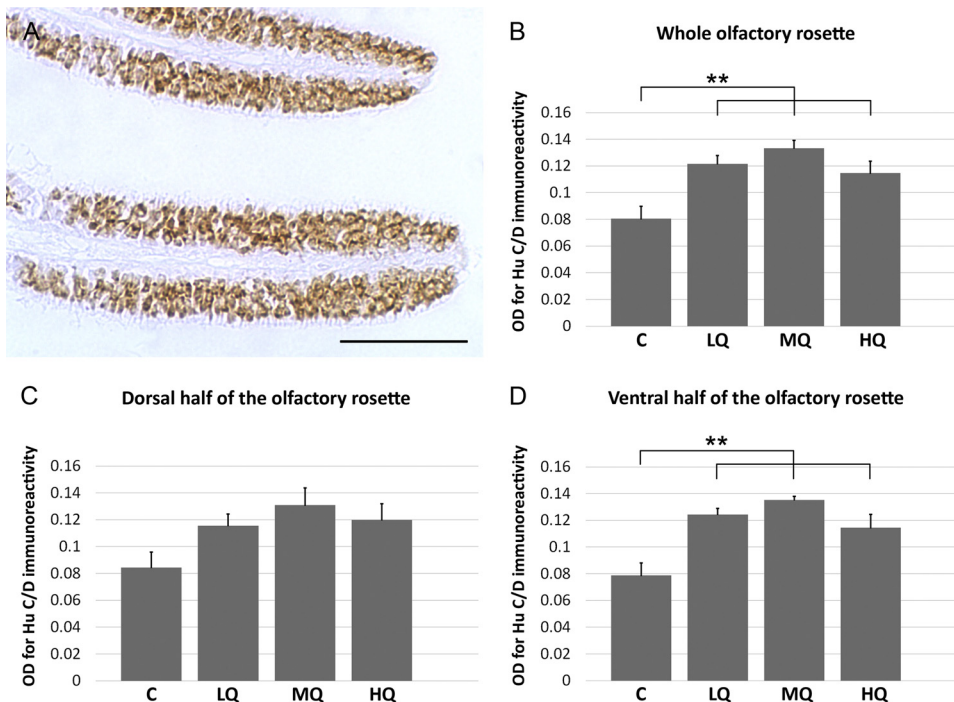 A
B
Whole olfactory rosette
**
OD for Hu C/D immunoreactivity
0.16
0.14
0.12
0.1
0.08
0.06
0.04
0.02
0
C LQ MQ HQ
C
Dorsal half of the olfactory rosette
OD for Hu C/D immunoreactivity
0.16
0.14
0.12
0.1
0.08
0.06
0.04
0.02
0
C LQ MQ HQ
D
Ventral half of the olfactory rosette
**
OD for Hu C/D immunoreactivity
0.16
0.14
0.12
0.1
0.08
0.06
0.04
0.02
0
C LQ MQ HQ